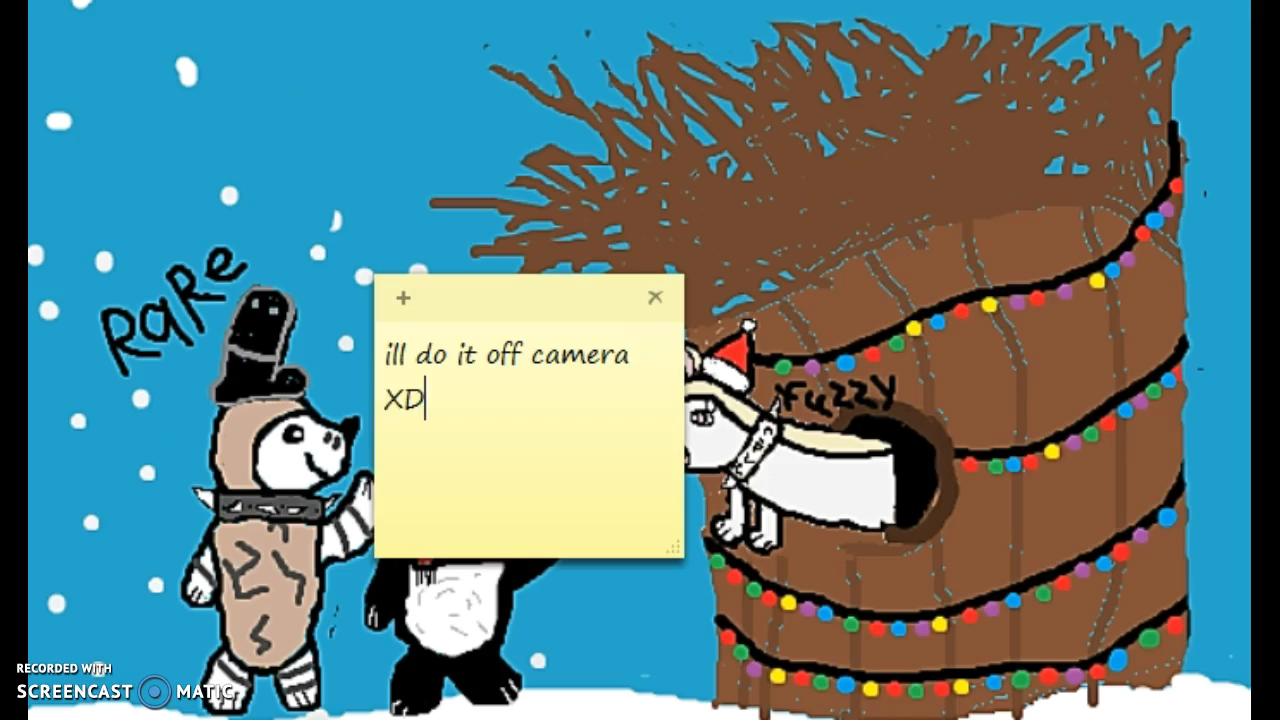 RaRe
ill do it off camera
XD
Fuzzy
RECORDED WITH
SCREENCAST MATIC